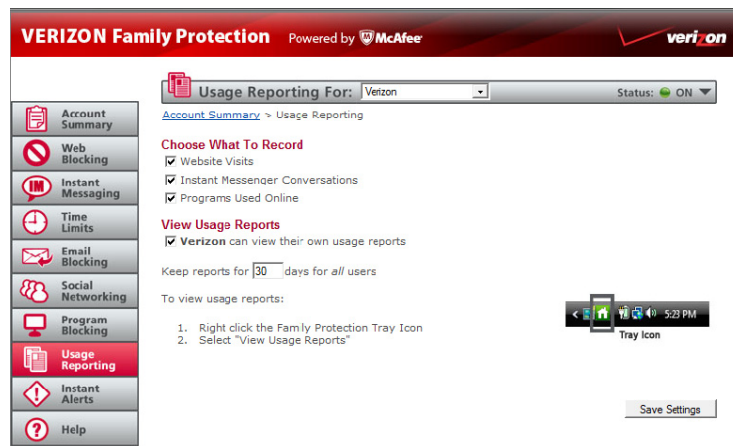 VERIZON Family Protection Powered by McAfee verizon
Usage Reporting For: Verizon Status: ON
Account Summary > Usage Reporting
Account
Summary
Web
Blocking
IM
Instant
Messaging
Time
Limits
Email
Blocking
Social
Networking
Program
Blocking
Usage
Reporting
Instant
Alerts
? Help
Choose What To Record
Website Visits
Instant Messenger Conversations
Programs Used Online
View Usage Reports
Verizon can view their own usage reports
Keep reports for 30 days for all users
To view usage reports:
1. Right click the Family Protection Tray Icon
2. Select "View Usage Reports"
< 5:23 PM
Tray Icon
Save Settings